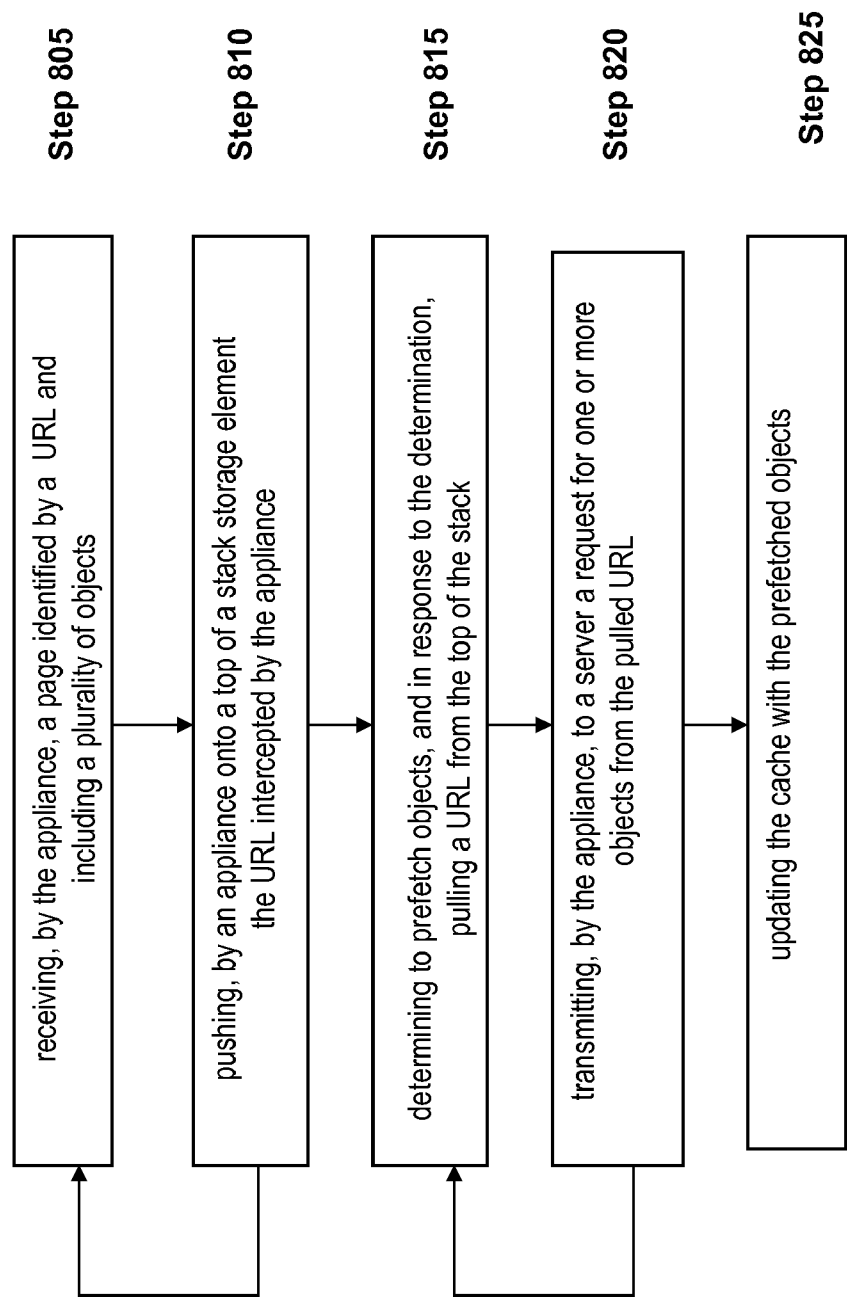 Step 805
receiving, by the appliance, a page identified by a URL and
including a plurality of objects
Step 810
pushing, by an appliance onto a top of a stack storage element
the URL intercepted by the appliance
Step 815
determining to prefetch objects, and in response to the determination,
pulling a URL from the top of the stack
Step 820
transmitting, by the appliance, to a server a request for one or more
objects from the pulled URL
Step 825
updating the cache with the prefetched objects